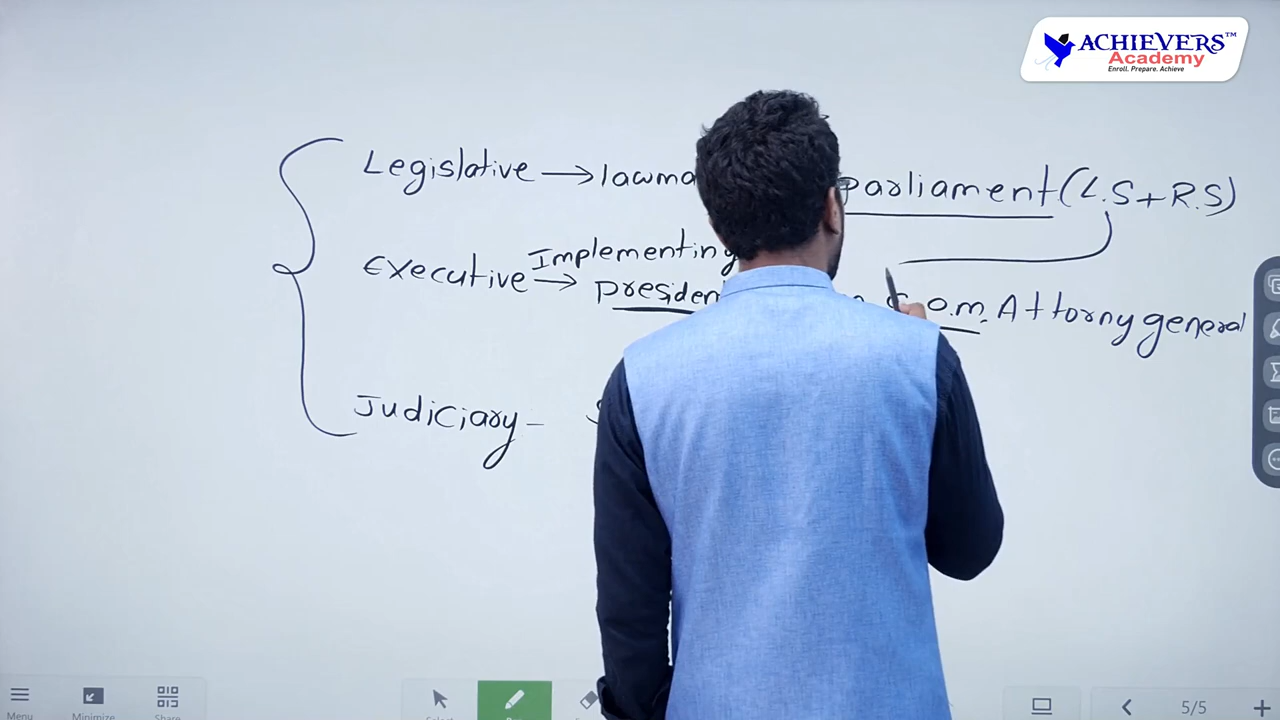 ACHIEVERS™
Academy
Enroll. Prepare. Achieve
Legislative → lawma parliament (L.S + R.S)
Implementing
Executive → presiden o.m. Attorny general
Judiciary -
Menu
Minimize
Share
5/5